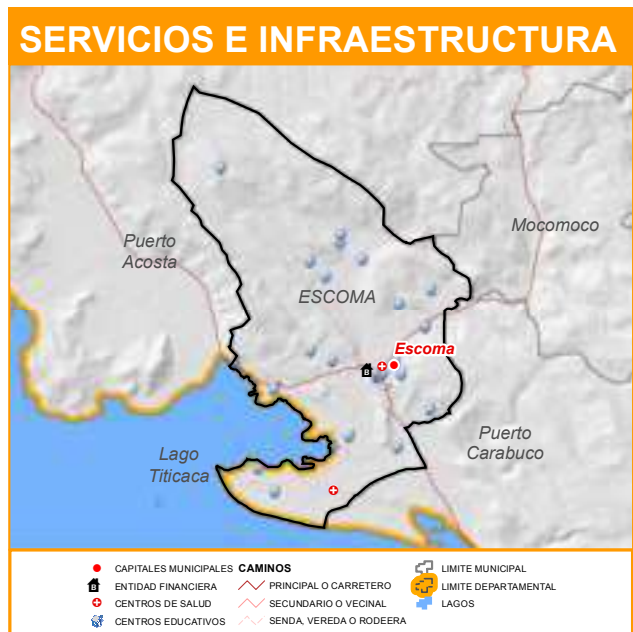 SERVICIOS E INFRAESTRUCTURA
Mocomoco
Puerto
Acosta
ESCOMA
Escoma
B
Puerto
Carabuco
Lago
Titicaca
CAPITALES MUNICIPALES
B ENTIDAD FINANCIERA
CENTROS DE SALUD
CENTROS EDUCATIVOS
CAMINOS
PRINCIPAL O CARRETERO
SECUNDARIO O VECINAL
SENDA, VEREDA O RODEERA
LIMITE MUNICIPAL
LIMITE DEPARTAMENTAL
LAGOS